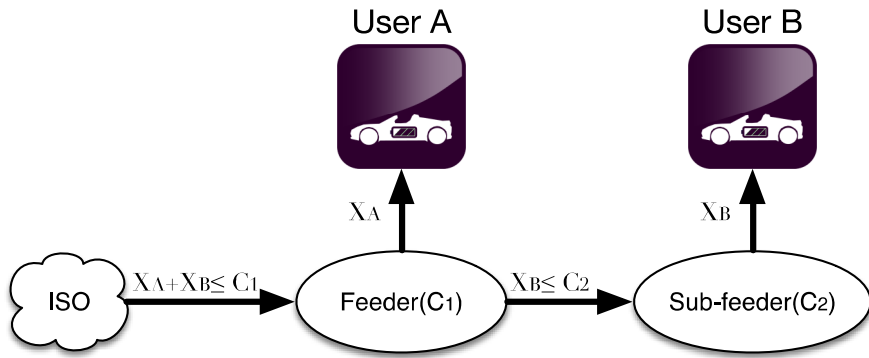 User A
User B
XA
XB
ISO
XA+XB≤ C1
Feeder(C1)
XB≤ C2
Sub-feeder(C2)